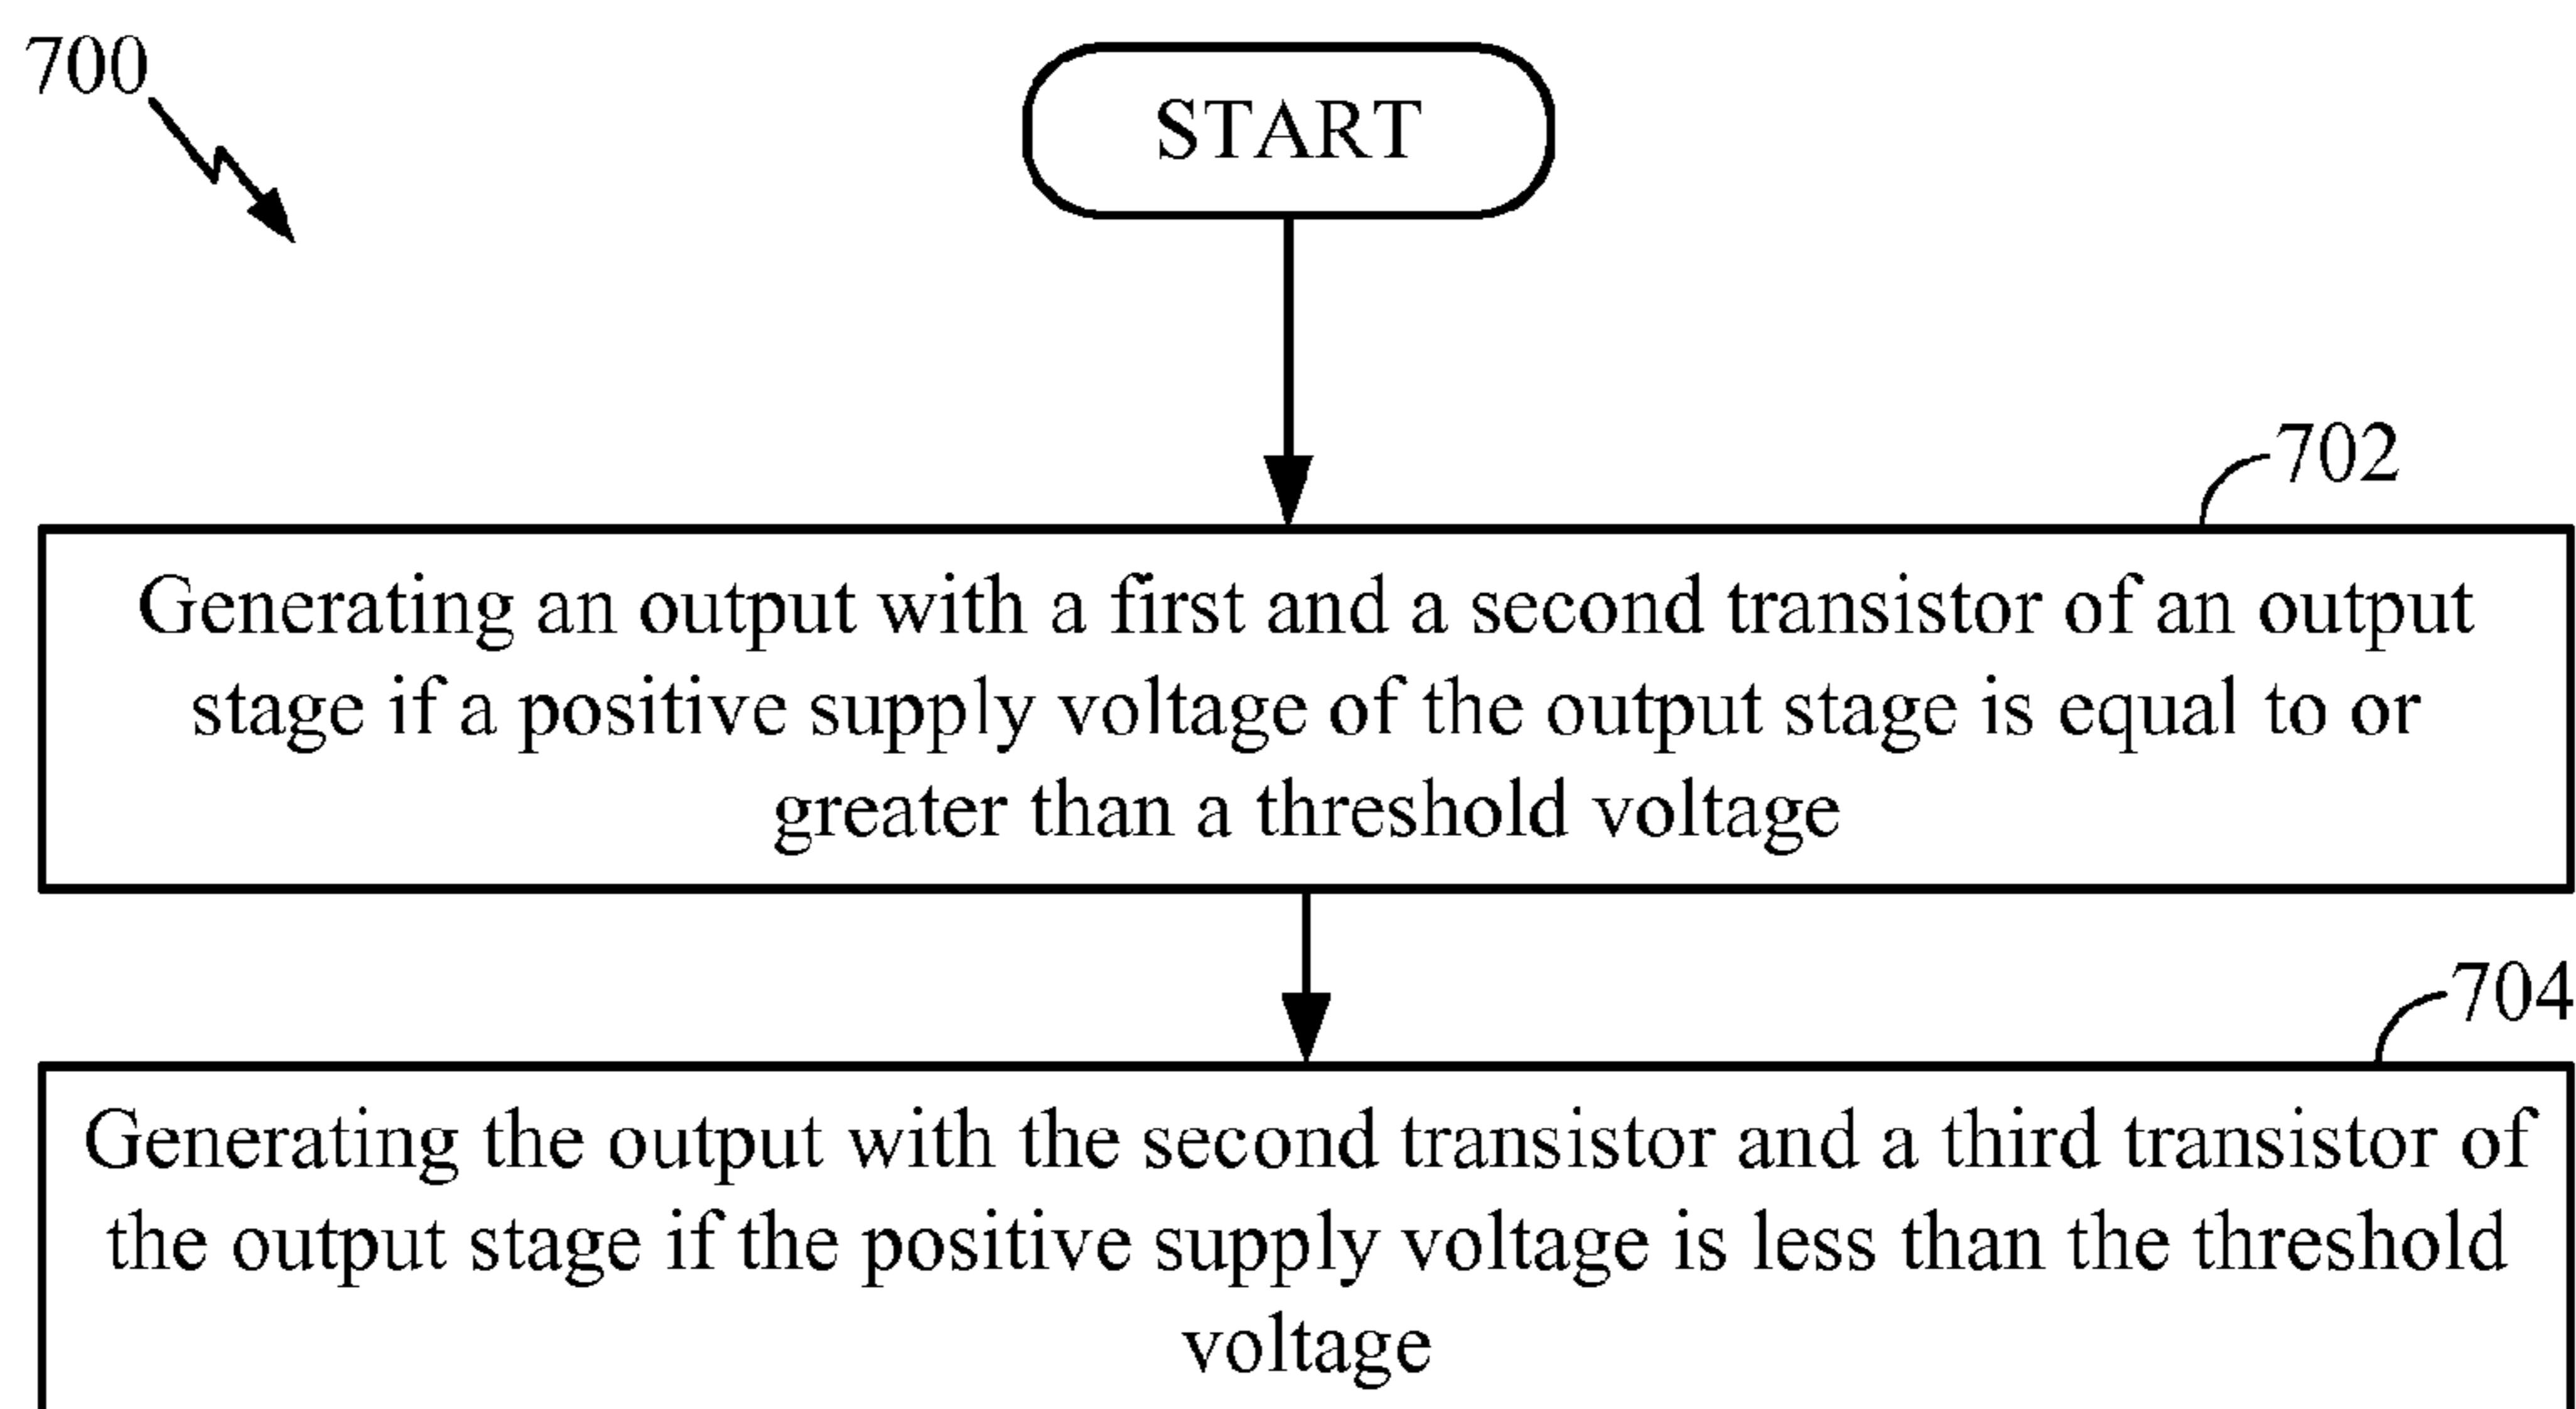 700
START
702
Generating an output with a first and a second transistor of an output
stage if a positive supply voltage of the output stage is equal to or
greater than a threshold voltage
704
Generating the output with the second transistor and a third transistor of
the output stage if the positive supply voltage is less than the threshold
voltage